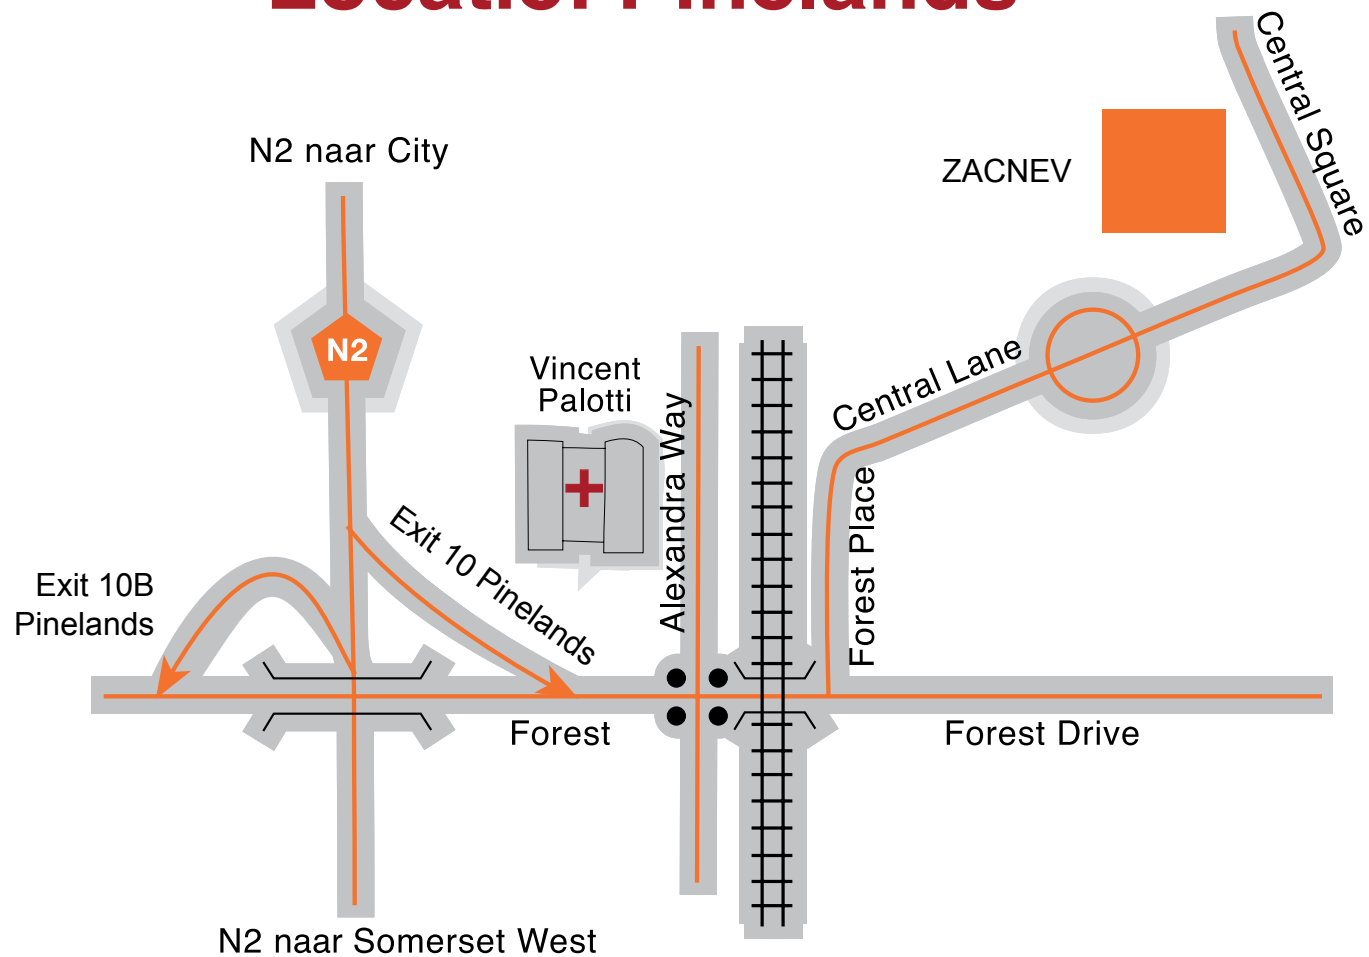 Pinelands
Central Square
N2 naar City
ZACNEV
N2
Vincent
Palotti
Central Lane
Alexandra Way
Forest Place
Exit 10 Pinelands
Exit 10B
Pinelands
Forest
Forest Drive
N2 naar Somerset West